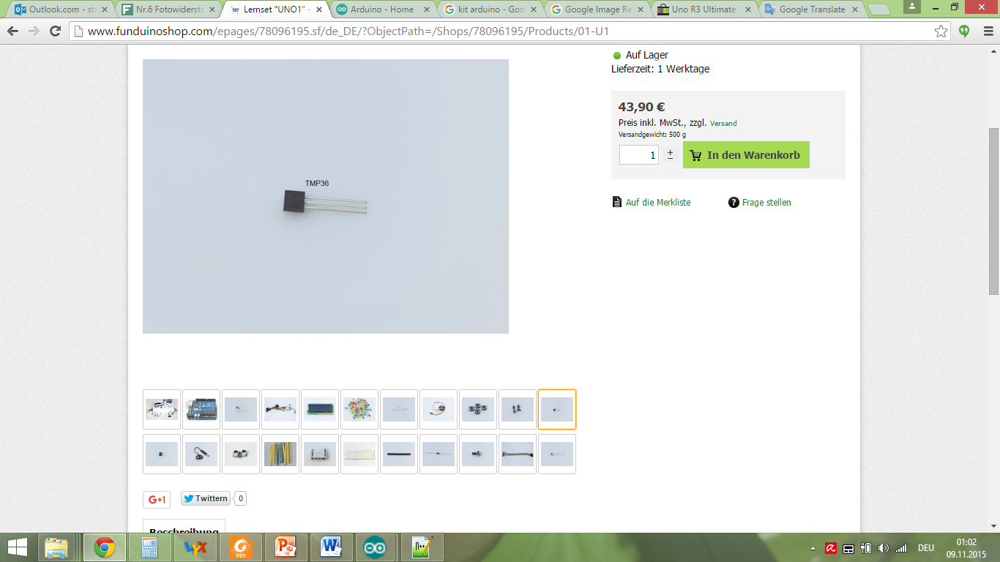 Outlook.com - st
Nr.6 Fotowidersta
Lernset "UNO1" -
Arduino - Home
kit arduino - Goo
Google Image Re
Uno R3 Ultimate
Google Translate
www.funduinoshop.com/epages/78096195.sf/de_DE/?ObjectPath=/Shops/78096195/Products/01-U1
Auf Lager
Lieferzeit: 1 Werktage
43,90 €
Preis inkl. MwSt., zzgl. Versand
Versandgewicht: 500 g
1
±
In den Warenkorb
TMP36
Auf die Merkliste
? Frage stellen
G+1
Twittern
0
Beschreibung
PDF
DEU
01:02
09.11.2015